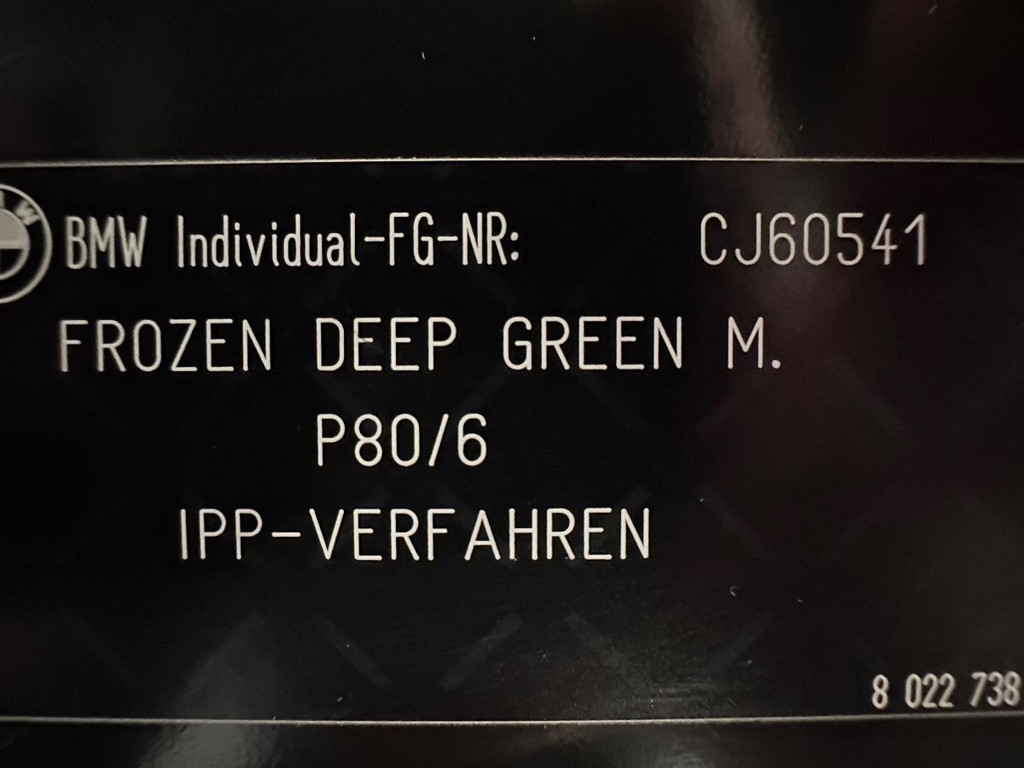 BMW Individual-FG-NR: CJ60541
FROZEN DEEP GREEN M.
P80/6
IPP-VERFAHREN
8 022 738